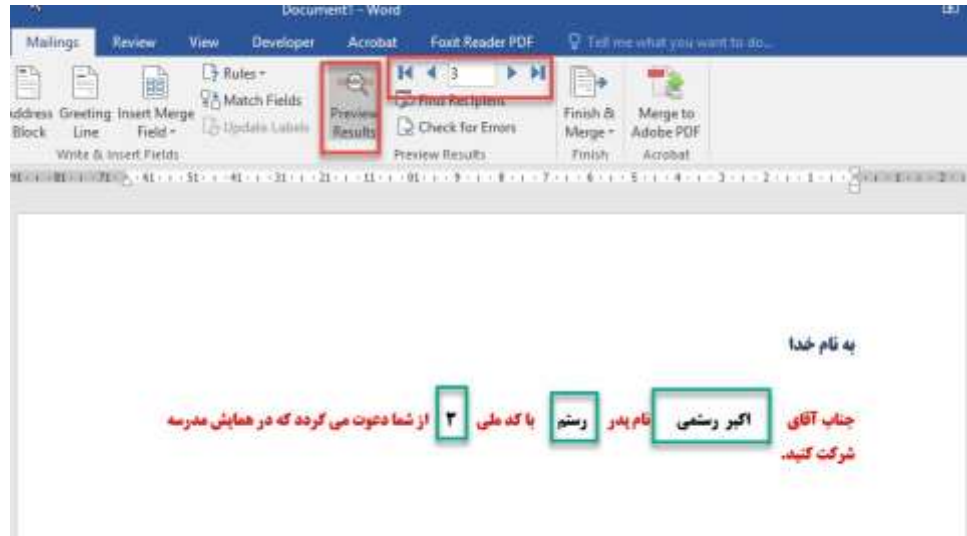 Document1 - Word
Mailings Review View Developer Acrobat Foxit Reader PDF Tell me what you want to do...
Rules
Match Fields
Update Labels
Address Block
Greeting Line
Insert Merge Field
Write & Insert Fields
Preview Results
3
Find Recipient
Check for Errors
Preview Results
Finish & Merge
Finish
Merge to Adobe PDF
Acrobat
به نام خدا
جناب آقای اکبر رستمی نام پدر رستم با کد ملی ۳ از شما دعوت می گردد که در همایش مدرسه
شرکت کنید.